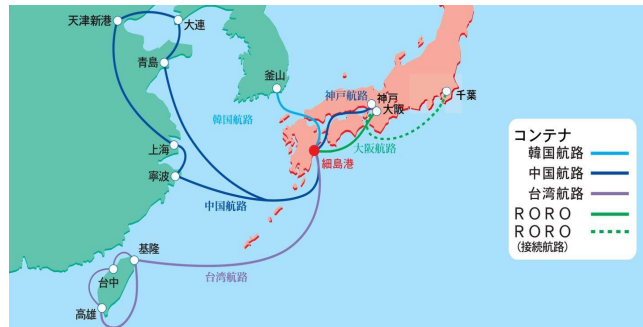 天津新港
大連
青島
釜山
韓国航路
神戸航路
神戸
大阪
千葉
大阪航路
細島港
上海
寧波
中国航路
基隆
台中
高雄
台湾航路
コンテナ
韓国航路
中国航路
台湾航路
RORO
RORO
(接続航路)